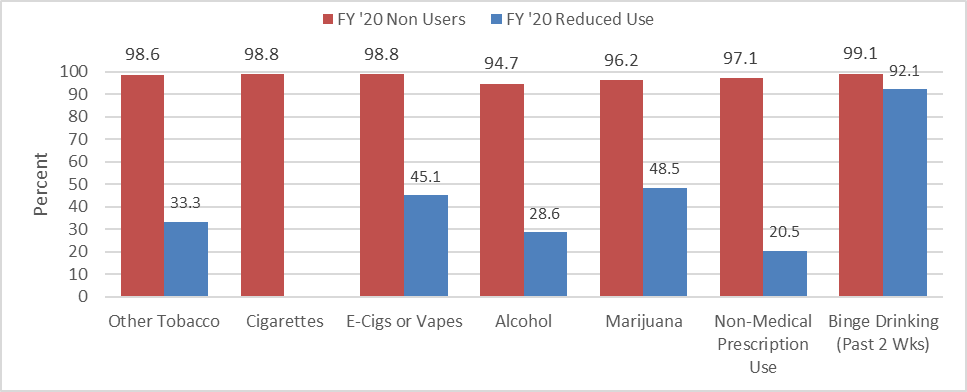 FY '20 Non Users FY '20 Reduced Use
98.6 98.8 98.8 94.7 96.2 97.1 99.1
92.1
33.3 45.1 28.6 48.5 20.5
Percent
100
90
80
70
60
50
40
30
20
10
0
Other Tobacco Cigarettes E-Cigs or Vapes Alcohol Marijuana Non-Medical Binge Drinking
Prescription (Past 2 Wks)
Use